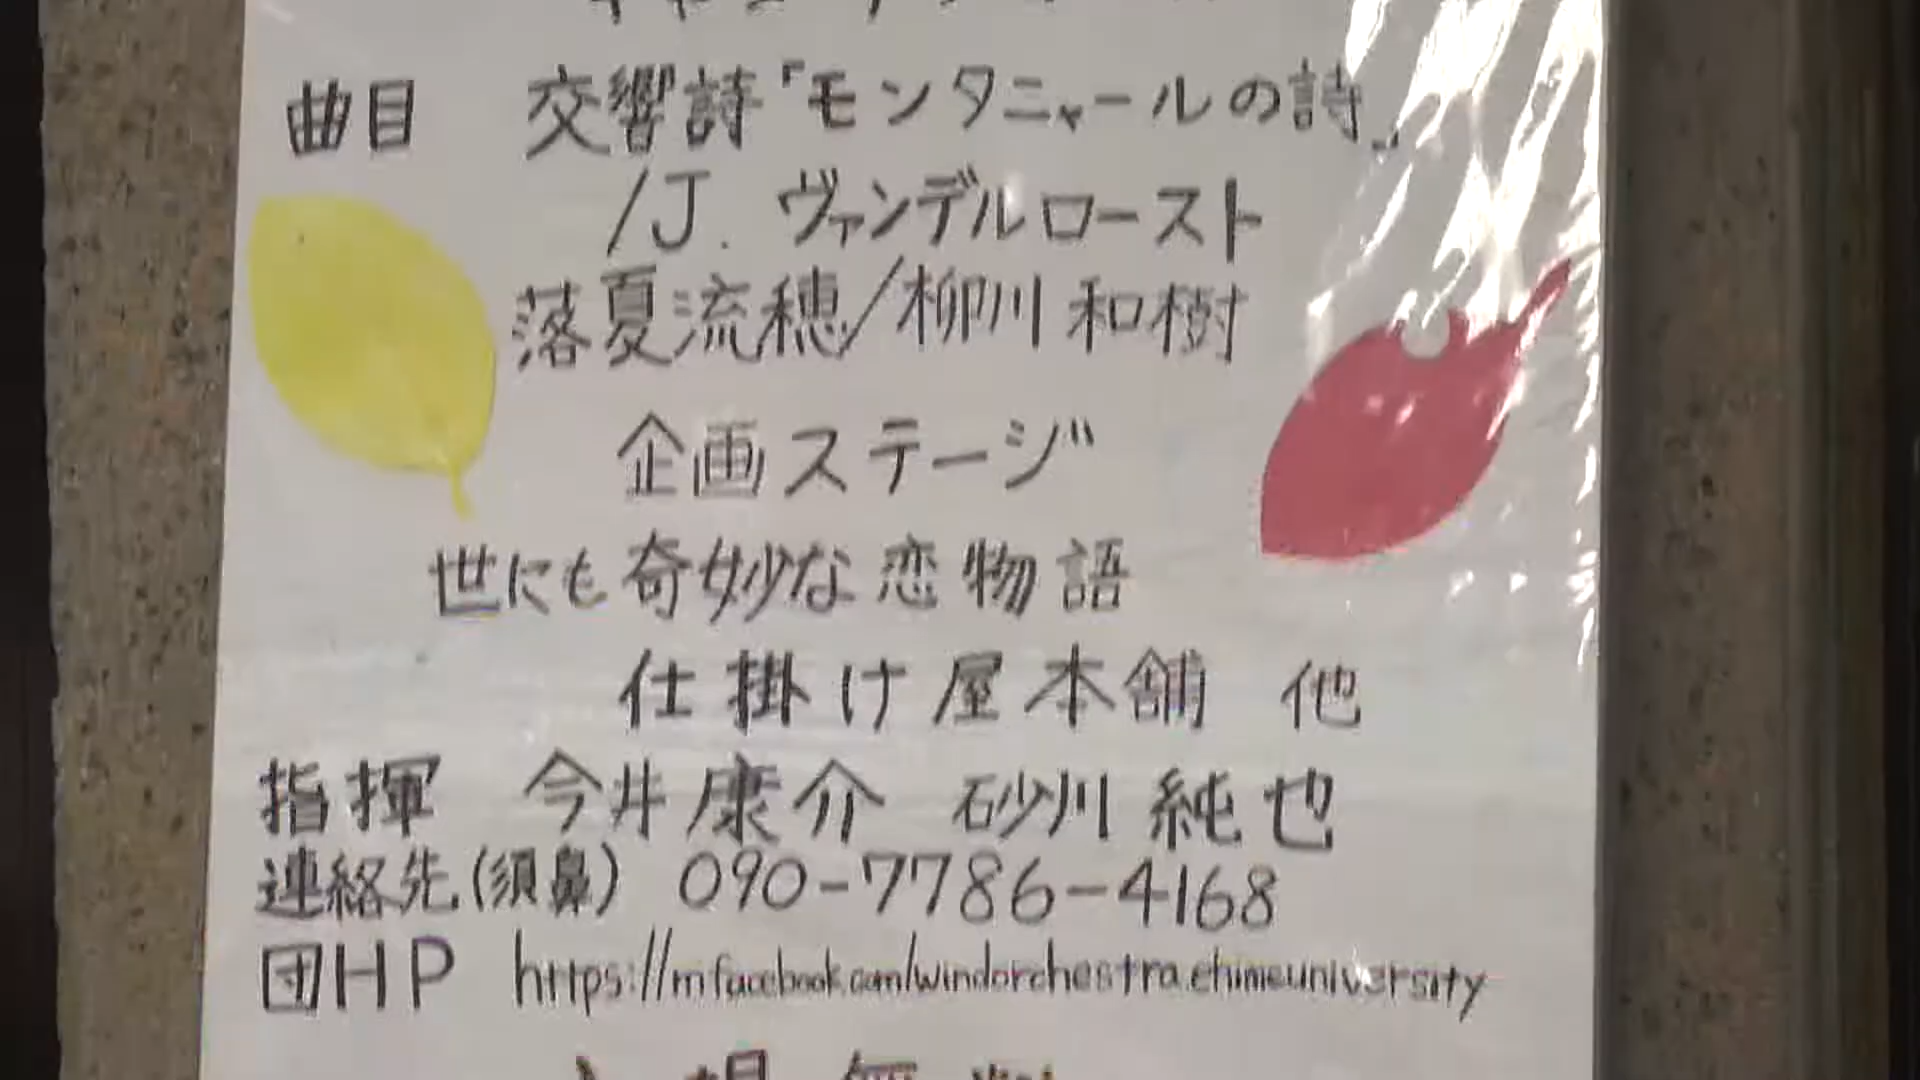 曲目 交響詩「モンタニャールの詩」
/J. ヴァンデルロースト
落夏流穂/柳川和樹
企画ステージ
世にも奇妙な恋物語
仕掛け屋本舗 他
指揮 今井康介 砂川純也
連絡先(須鼻) 090-7786-4168
団HP https://m.facebook.com/windorchestra.ehimeuniversity